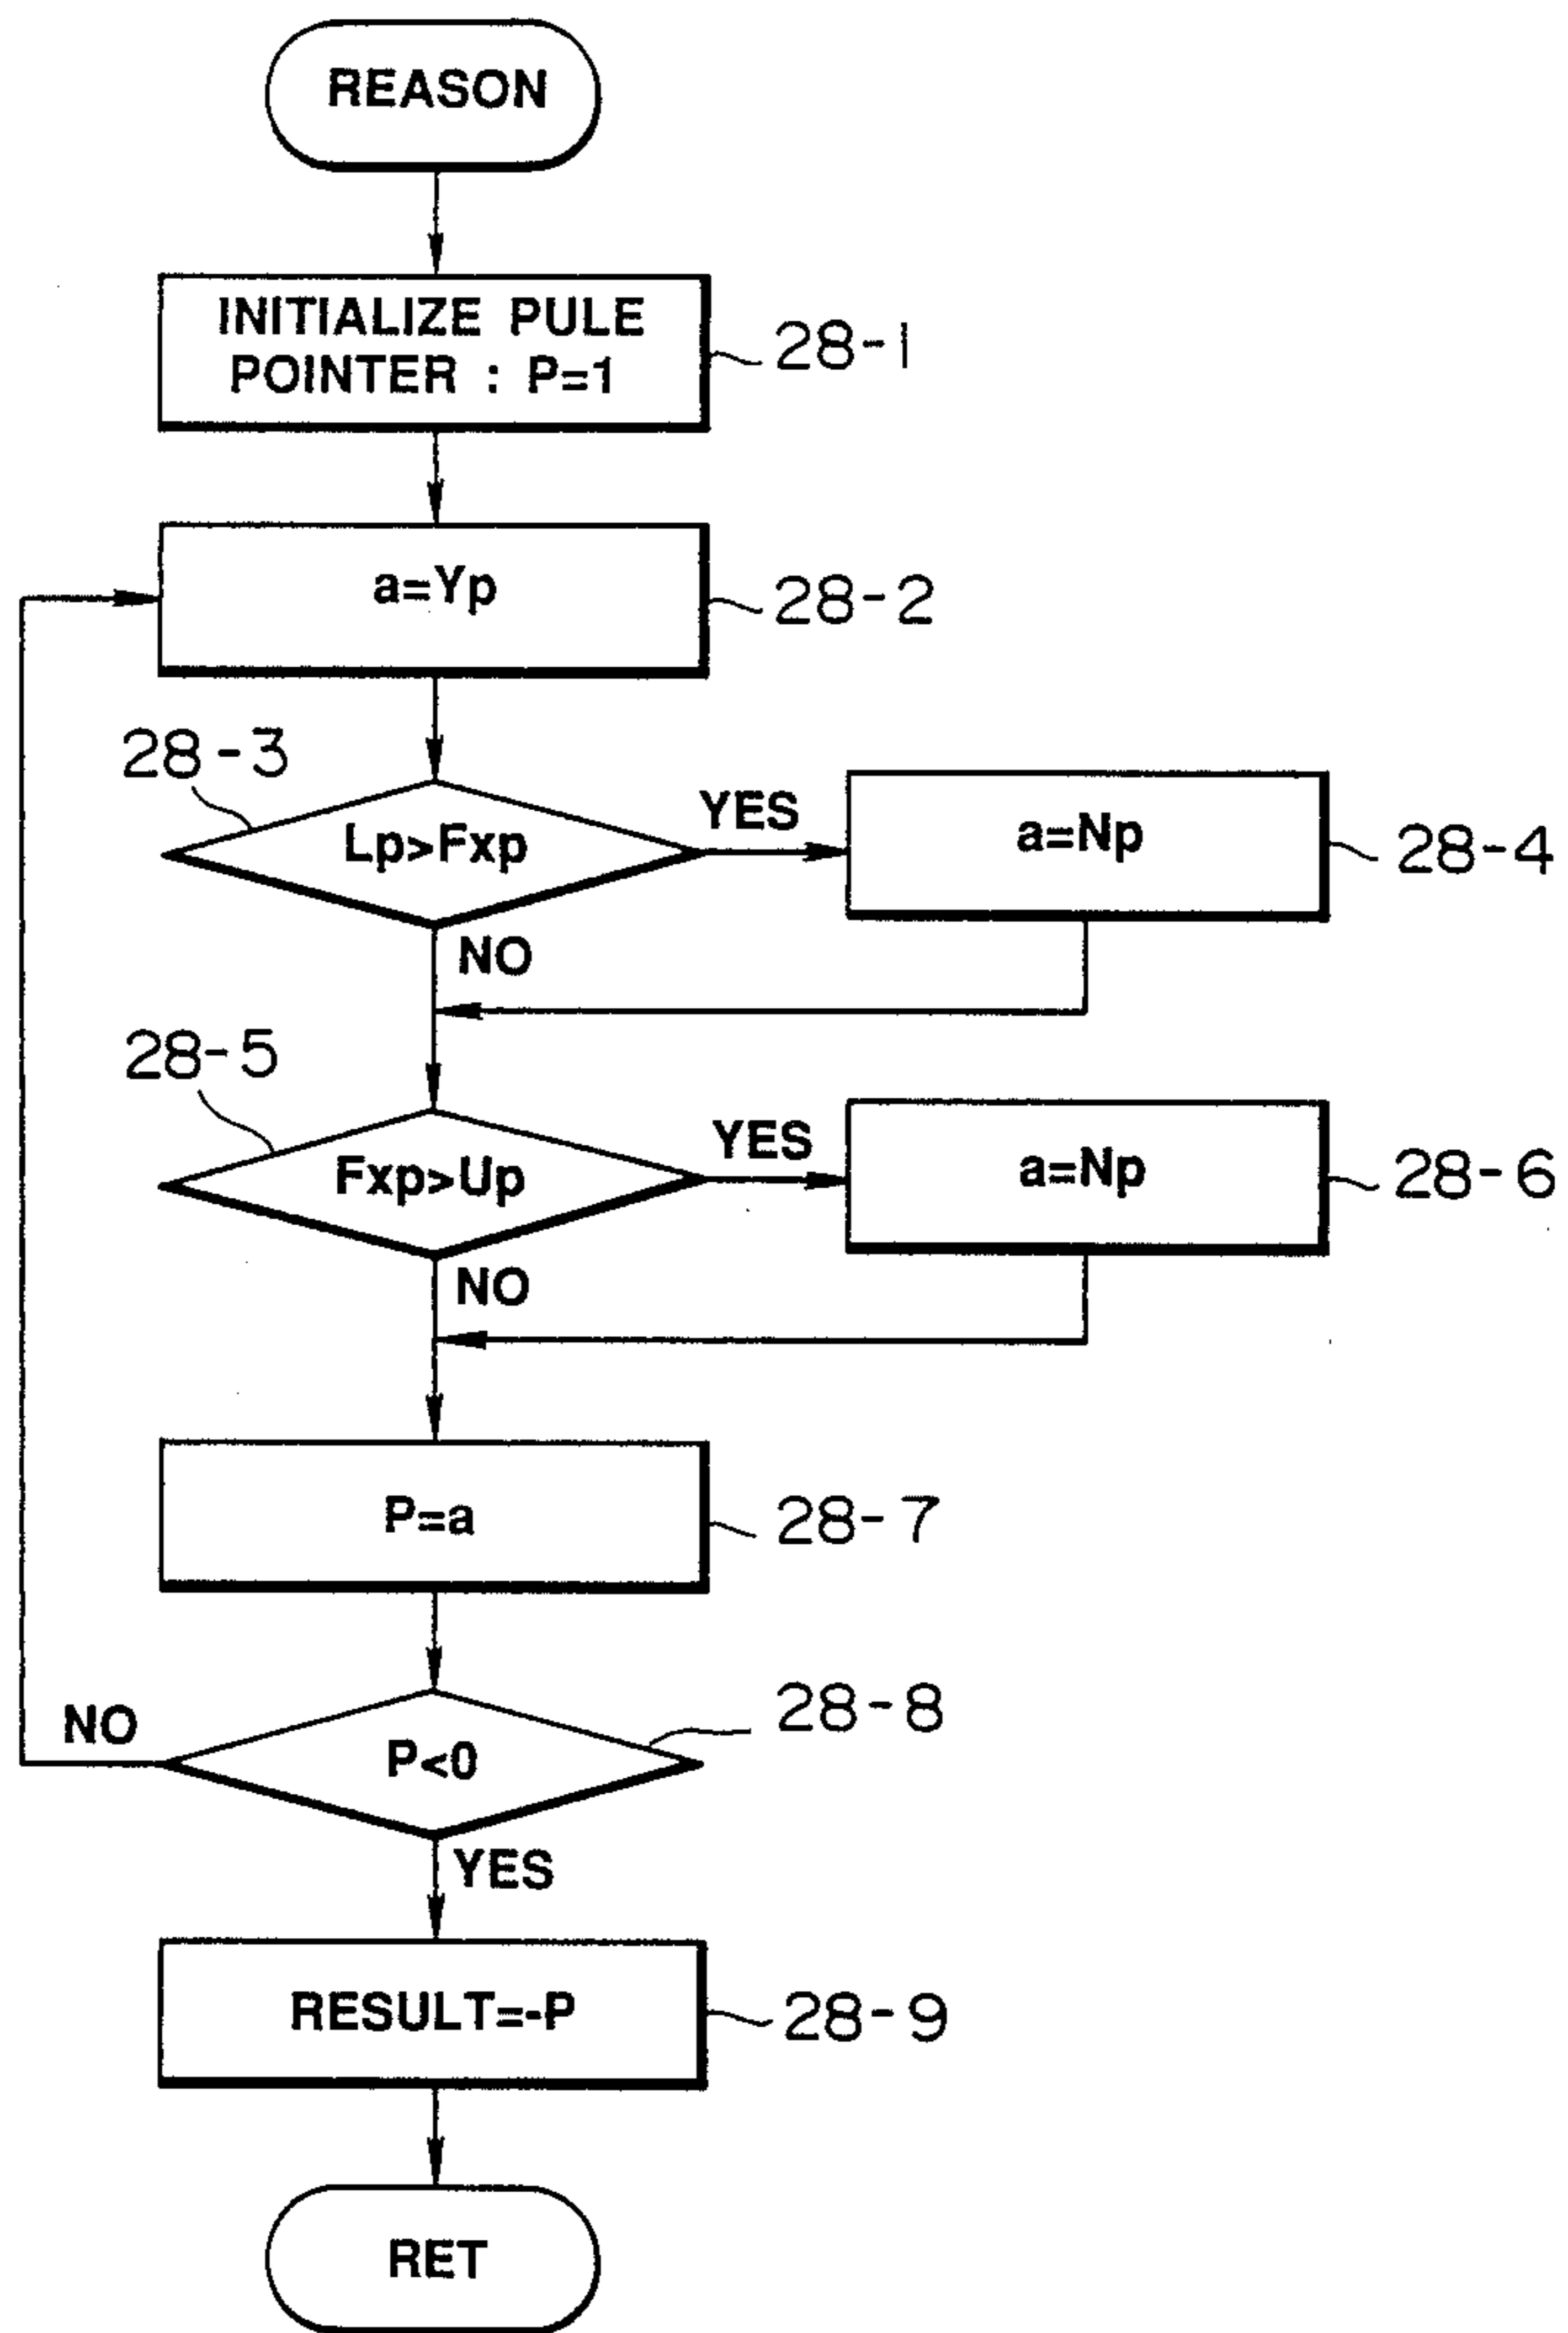 REASON
INITIALIZE PULE
POINTER : P=1
28-1
a=Yp
28-2
28-3
Lp>Fxp
YES
a=Np
28-4
NO
28-5
Fxp>Up
YES
a=Np
28-6
NO
P=a
28-7
28-8
NO
P<0
YES
RESULT=-P
28-9
RET